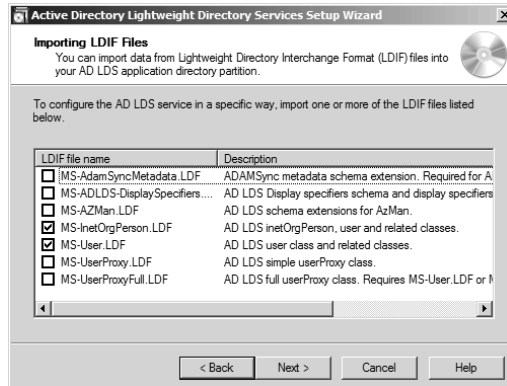 Active Directory Lightweight Directory Services Setup Wizard
Importing LDIF Files
You can import data from Lightweight Directory Interchange Format (LDIF) files into
your AD LDS application directory partition.
To configure the AD LDS service in a specific way, import one or more of the LDIF files listed
below.
LDIF file name Description
MS-AdamSyncMetadata.LDF ADAMSync metadata schema extension. Required for A
MS-ADLDS-DisplaySpecifiers.... AD LDS Display specifiers schema and display specifiers
MS-AZMan.LDF AD LDS schema extensions for AzMan.
MS-InetOrgPerson.LDF AD LDS inetOrgPerson, user and related classes.
MS-User.LDF AD LDS user class and related classes.
MS-UserProxy.LDF AD LDS simple userProxy class.
MS-UserProxyFull.LDF AD LDS full userProxy class. Requires MS-User.LDF or
< Back Next > Cancel Help